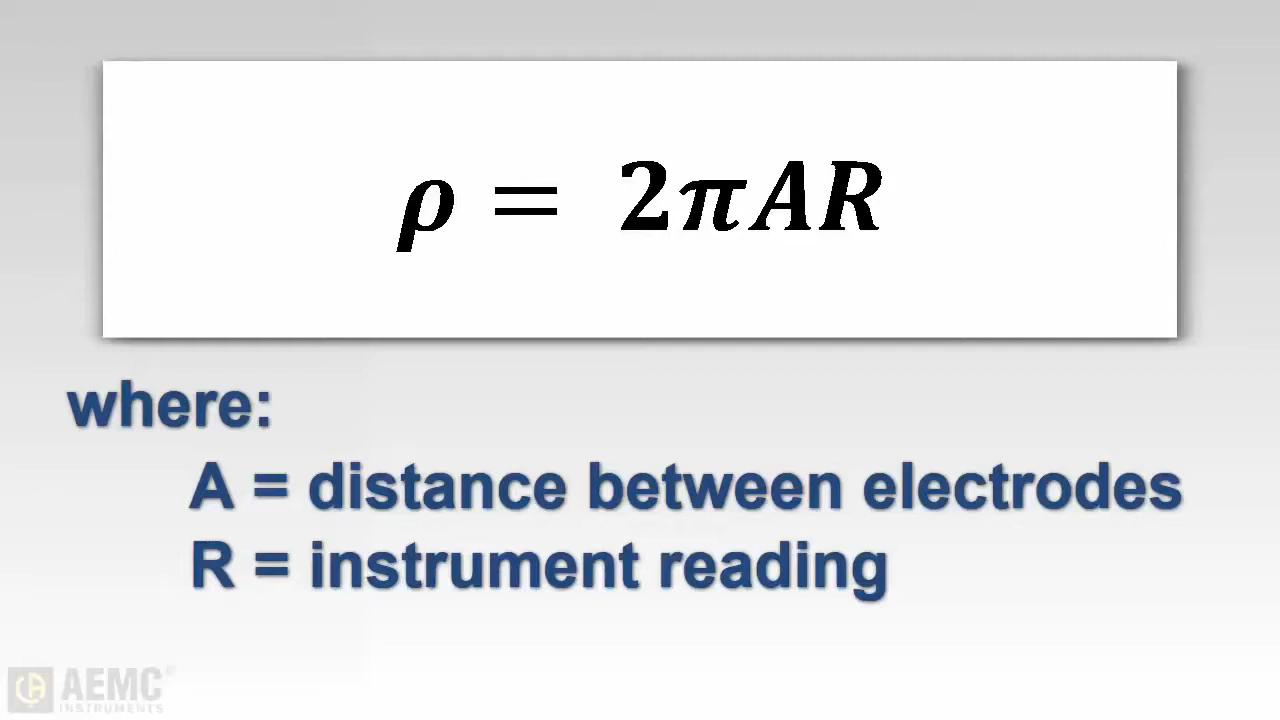 ρ = 2πAR
where:
A = distance between electrodes
R = instrument reading
AEMC®
INSTRUMENTS